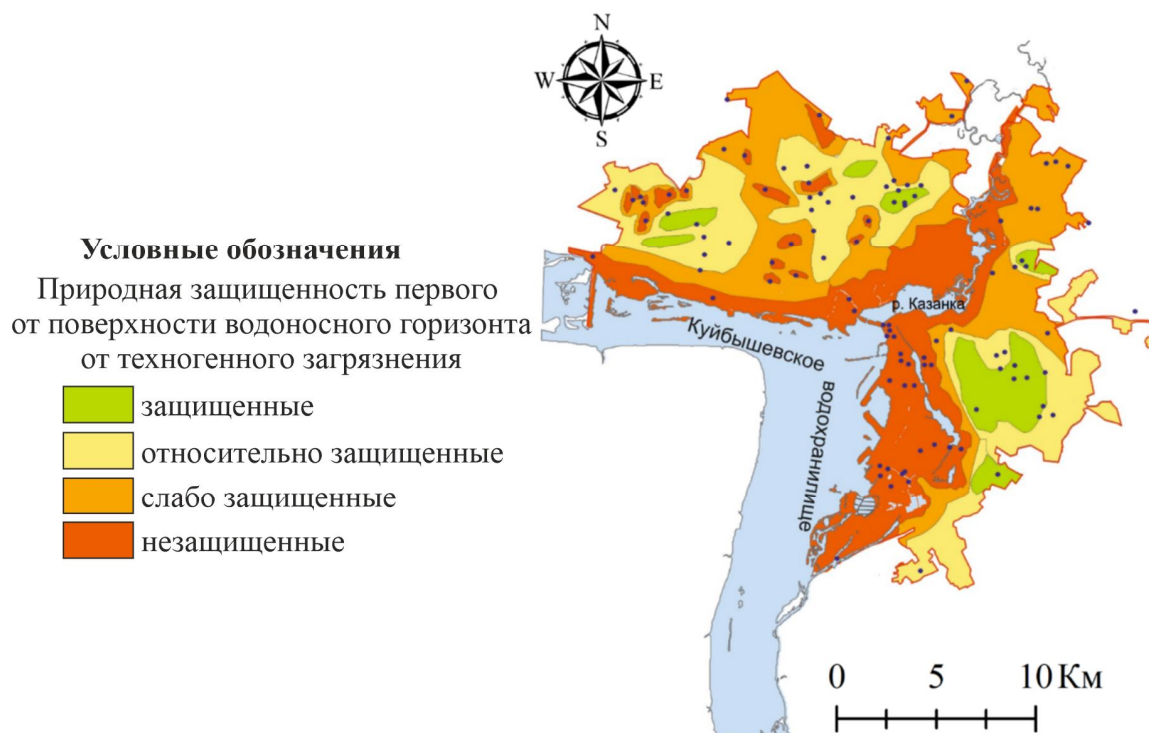 N
W E
S
Условные обозначения
Природная защищенность первого
от поверхности водоносного горизонта
от техногенного загрязнения
защищенные
относительно защищенные
слабо защищенные
незащищенные
р. Казанка
Куйбышевское
водохранилище
0 5 10 Км